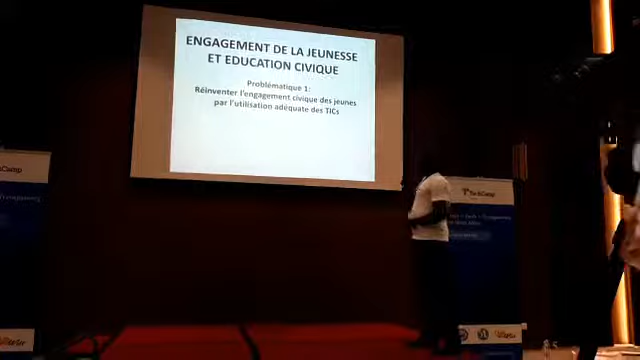 ENGAGEMENT DE LA JEUNESSE
ET EDUCATION CIVIQUE
Problématique 1:
Réinventer l'engagement civique des jeunes
par l'utilisation adéquate des TICs
TechCamp